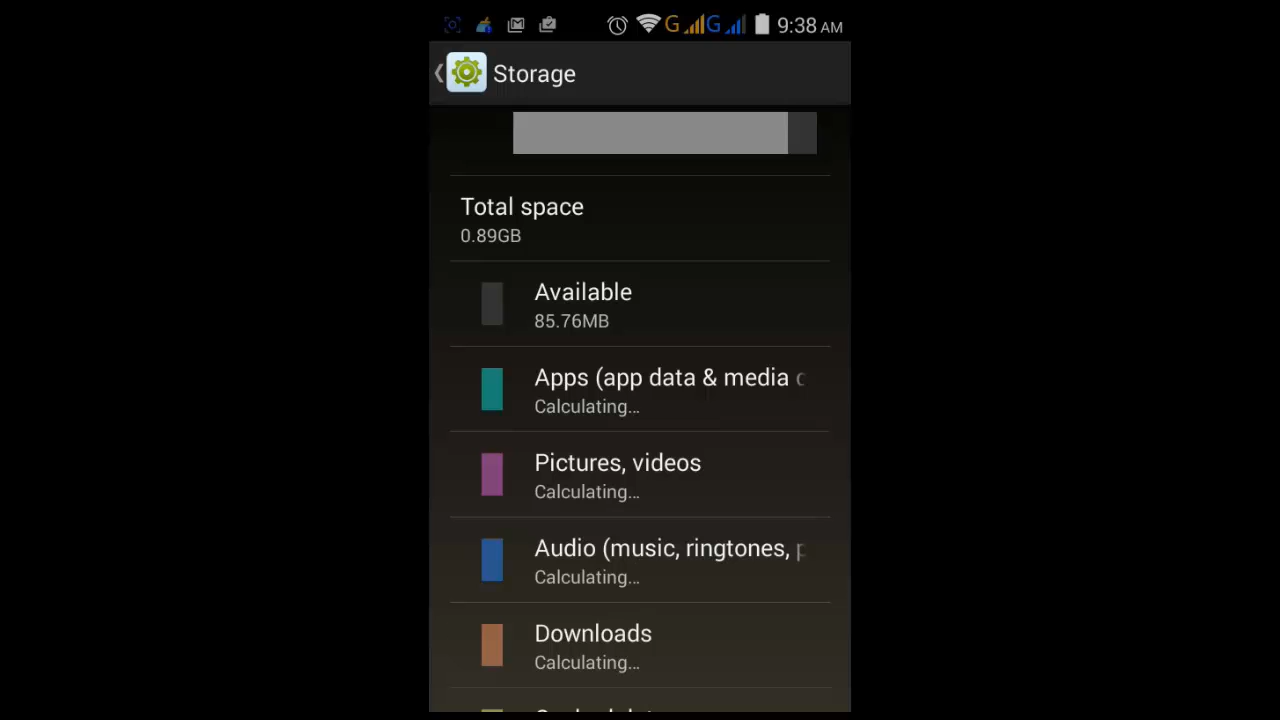 G G 9:38 AM
Storage
Total space
0.89GB
Available
85.76MB
Apps (app data & media
Calculating...
Pictures, videos
Calculating...
Audio (music, ringtones,
Calculating...
Downloads
Calculating...